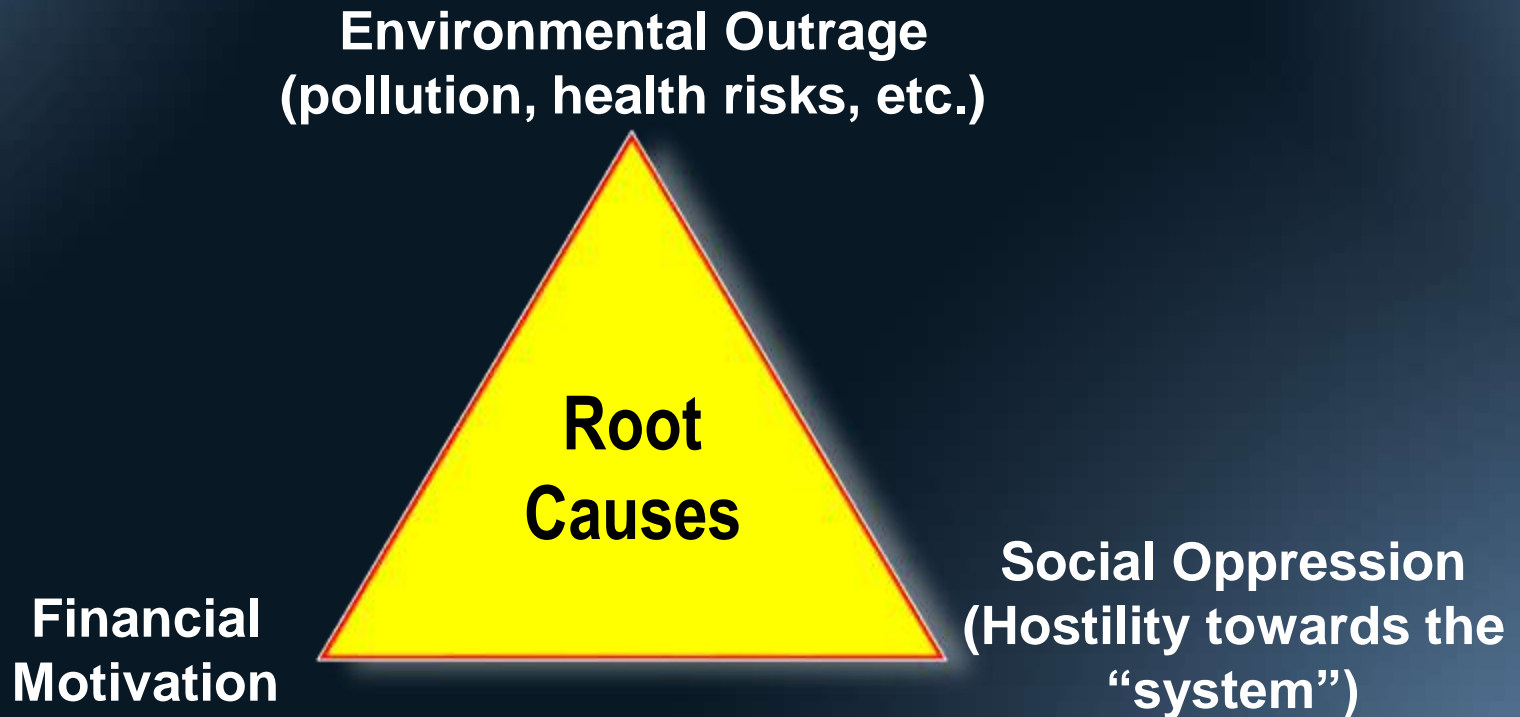 Environmental Outrage
(pollution, health risks, etc.)
Root
Causes
Financial
Motivation
Social Oppression
(Hostility towards the
“system”)